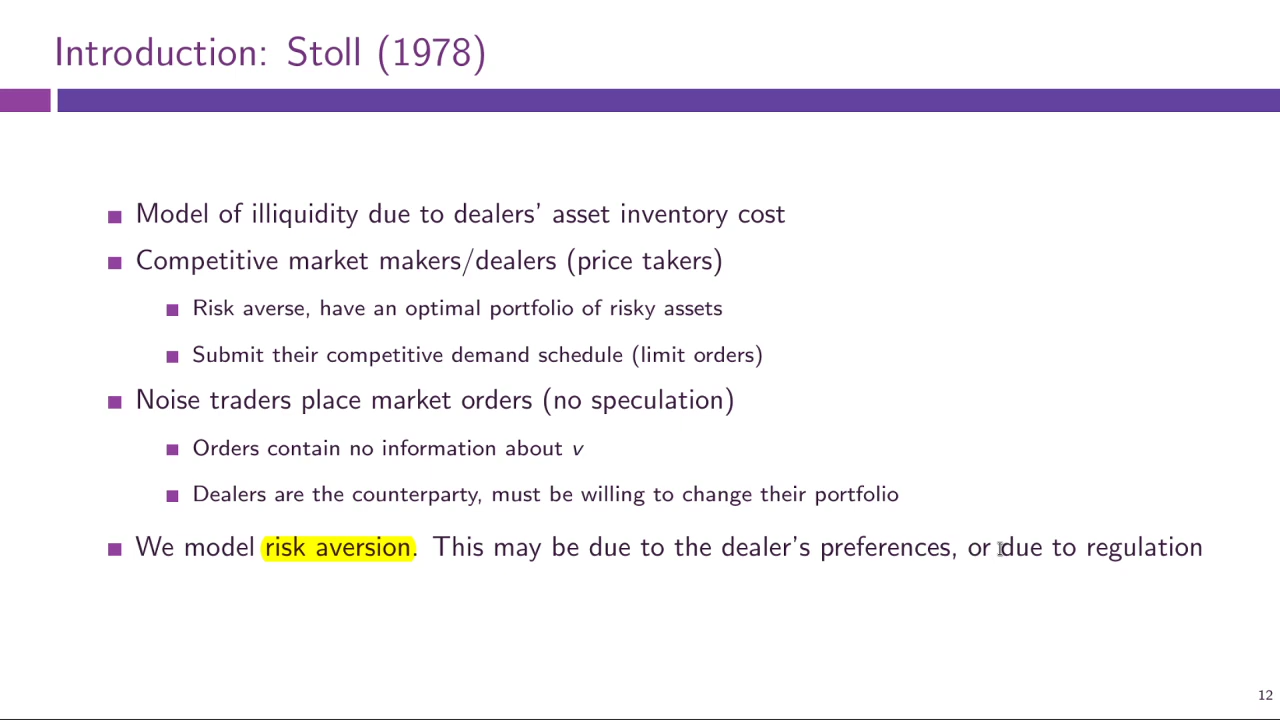 Introduction: Stoll (1978)
Model of illiquidity due to dealers' asset inventory cost
Competitive market makers/dealers (price takers)
Risk averse, have an optimal portfolio of risky assets
Submit their competitive demand schedule (limit orders)
Noise traders place market orders (no speculation)
Orders contain no information about v
Dealers are the counterparty, must be willing to change their portfolio
We model risk aversion. This may be due to the dealer's preferences, or due to regulation
12